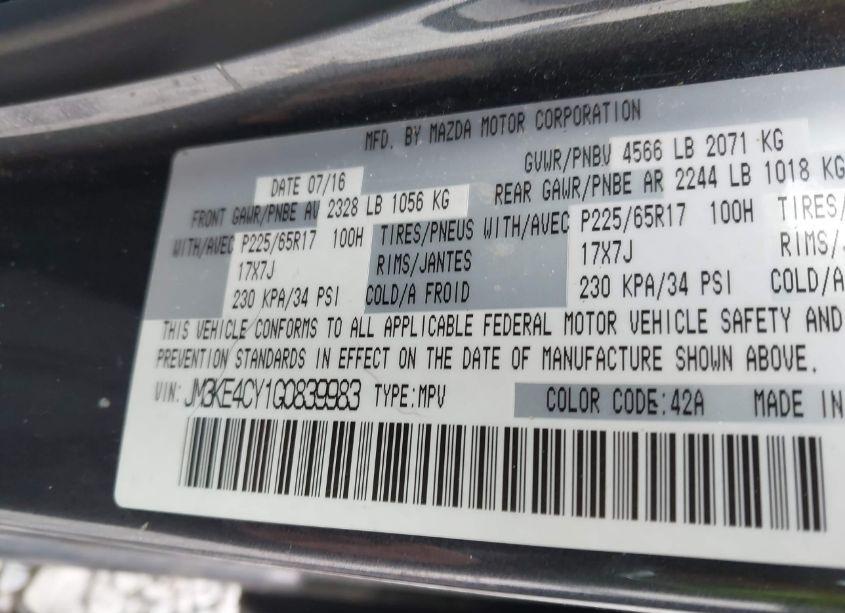 MFD. BY MAZDA MOTOR CORPORATION
DATE 07/16 GVWR/PNBV 4566 LB 2071 KG
FRONT GAWR/PNBE AV 2328 LB 1056 KG REAR GAWR/PNBE AR 2244 LB 1018 KG
WITH/AVEC P225/65R17 100H TIRES/PNEUS WITH/AVEC P225/65R17 100H TIRES/
17X7J RIMS/JANTES 17X7J RIMS/
230 KPA/34 PSI COLD/A FROID 230 KPA/34 PSI COLD/A
THIS VEHICLE CONFORMS TO ALL APPLICABLE FEDERAL MOTOR VEHICLE SAFETY AND
PREVENTION STANDARDS IN EFFECT ON THE DATE OF MANUFACTURE SHOWN ABOVE.
VIN: JM3KE4CY1G0839983 TYPE:MPV COLOR CODE:42A MADE IN